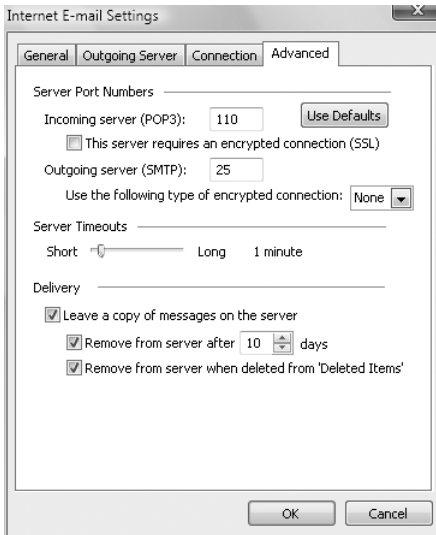 Internet E-mail Settings
General Outgoing Server Connection Advanced
Server Port Numbers
Incoming server (POP3): 110 Use Defaults
This server requires an encrypted connection (SSL)
Outgoing server (SMTP): 25
Use the following type of encrypted connection: None
Server Timeouts
Short Long 1 minute
Delivery
Leave a copy of messages on the server
Remove from server after 10 days
Remove from server when deleted from 'Deleted Items'
OK Cancel